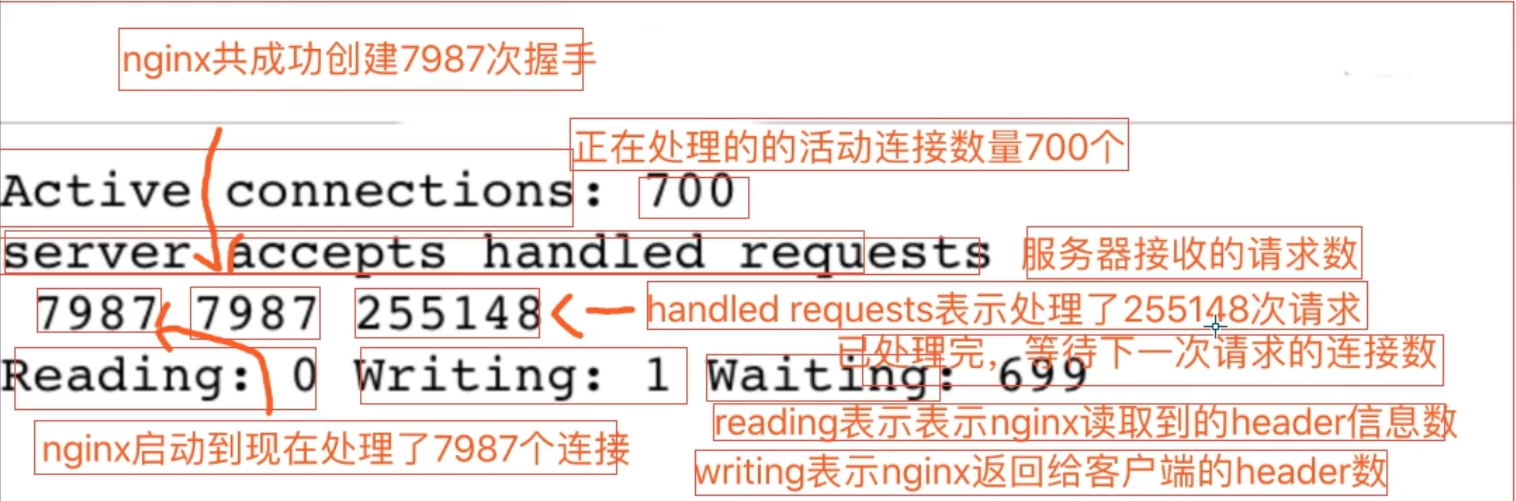 nginx共成功创建7987次握手
正在处理的的活动连接数量700个
Active connections: 700
server accepts handled requests 服务器接收的请求数
7987 7987 255148 handled requests表示处理了255148次请求
已处理完，等待下一次请求的连接数
Reading: 0 Writing: 1 Waiting: 699
reading表示表示nginx读取到的header信息数
nginx启动到现在处理了7987个连接
writing表示nginx返回给客户端的header数